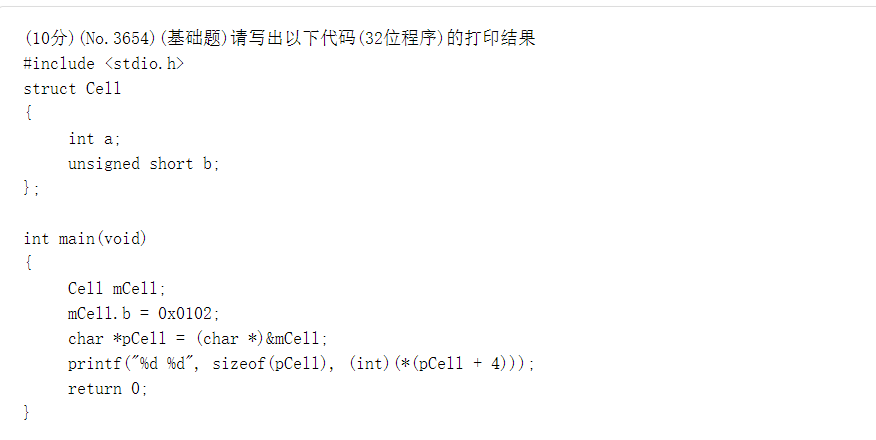 (10分)(No.3654)(基础题)请写出以下代码(32位程序)的打印结果
#include <stdio.h>
struct Cell
{
int a;
unsigned short b;
};
int main(void)
{
Cell mCell;
mCell.b = 0x0102;
char *pCell = (char *)&mCell;
printf("%d %d", sizeof(pCell), (int)(*(pCell + 4)));
return 0;
}